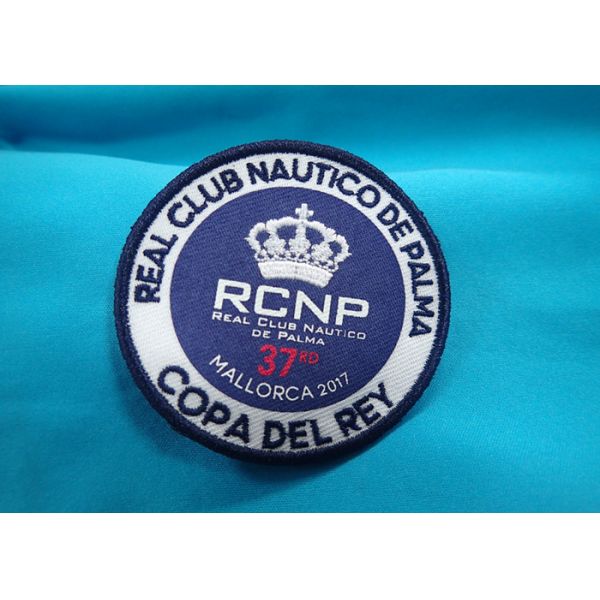 REAL CLUB NAUTICO DE PALMA
RCNP
REAL CLUB NAUTICO
DE PALMA
37RD
MALLORCA 2017
COPA DEL REY